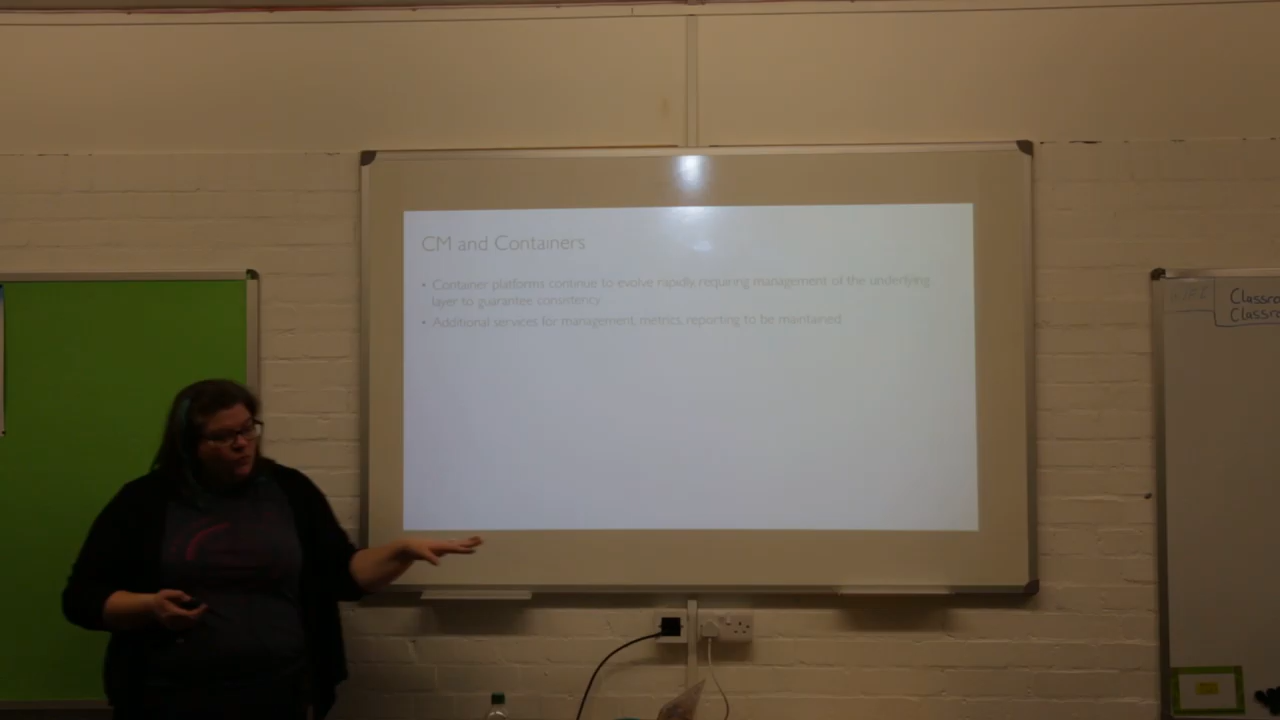 CM and Containers
• Container platforms continue to evolve rapidly, requiring management of the underlying
layer to guarantee consistency
• Additional services for management, metrics, reporting to be maintained
Classro
Classro